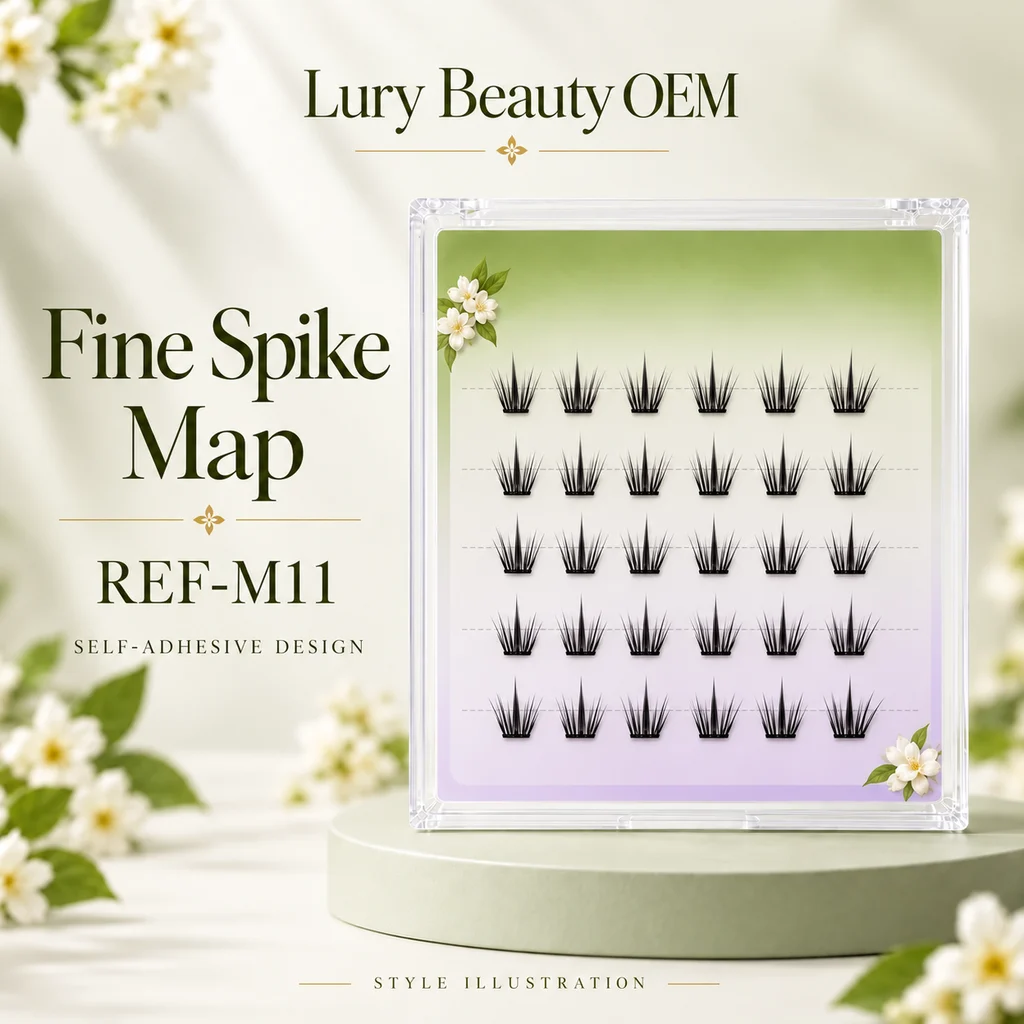 Lury Beauty OEM
Fine Spike
Map
REF-M11
SELF-ADHESIVE DESIGN
STYLE ILLUSTRATION